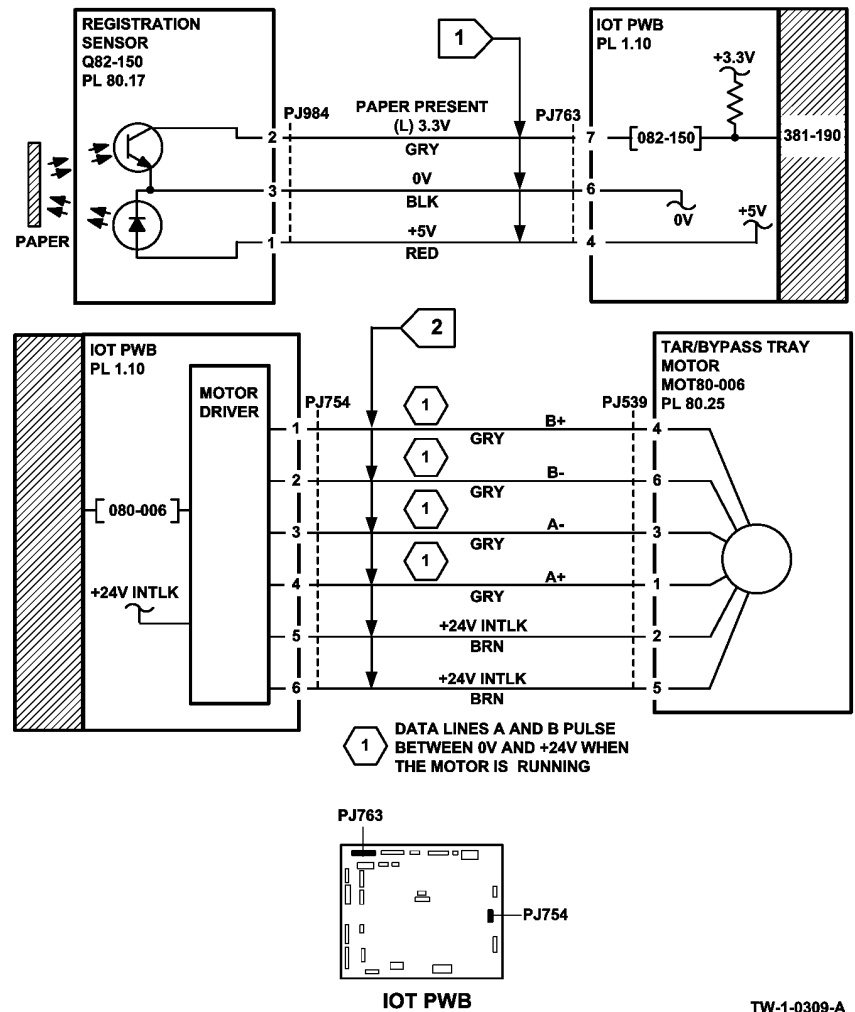 REGISTRATION
SENSOR
Q82-150
PL 80.17
1
IOT PWB
PL 1.10
+3.3V
PJ984
PAPER PRESENT
(L) 3.3V
PJ763
2
GRY
7
082-150
381-190
3
0V
BLK
6
0V
+5V
PAPER
1
+5V
RED
4
2
IOT PWB
PL 1.10
MOTOR
DRIVER
PJ754
TAR/BYPASS TRAY
MOTOR
MOT80-006
PL 80.25
PJ539
1
1
B+
GRY
4
1
2
B-
GRY
6
080-006
1
3
A-
GRY
3
1
4
A+
GRY
1
+24V INTLK
5
+24V INTLK
BRN
2
6
+24V INTLK
BRN
5
1
DATA LINES A AND B PULSE
BETWEEN 0V AND +24V WHEN
THE MOTOR IS RUNNING
PJ763
PJ754
IOT PWB
TW-1-0309-A